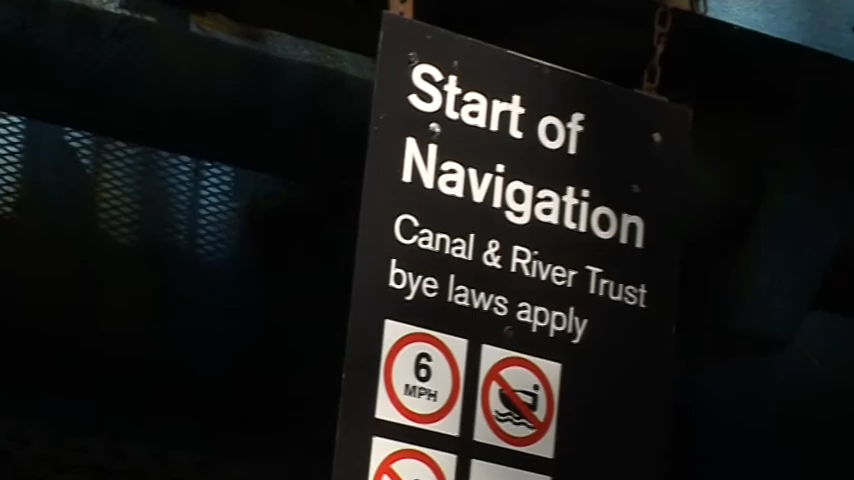 Start of
Navigation
Canal & River Trust
bye laws apply
6
MPH